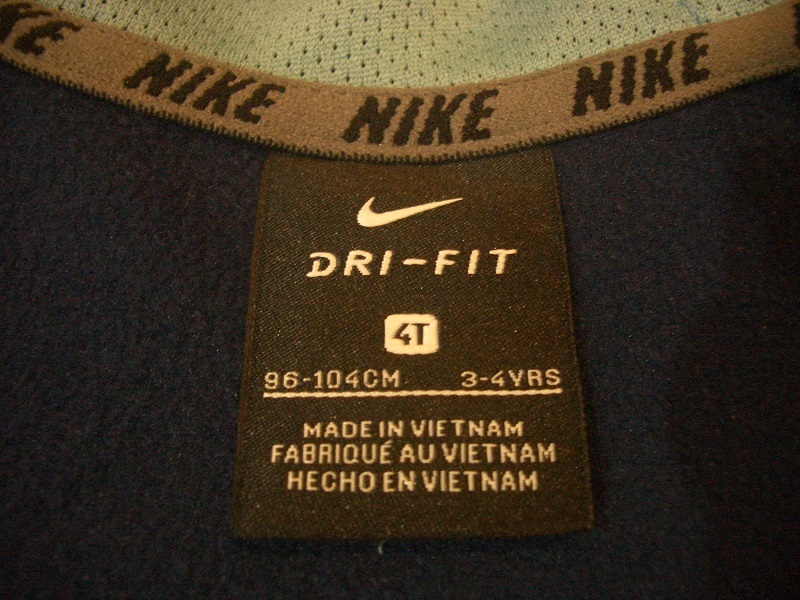 NIKE NIKE NIKE NIKE
DRI-FIT
4T
96-104CM 3-4YRS
MADE IN VIETNAM
FABRIQUÉ AU VIETNAM
HECHO EN VIETNAM